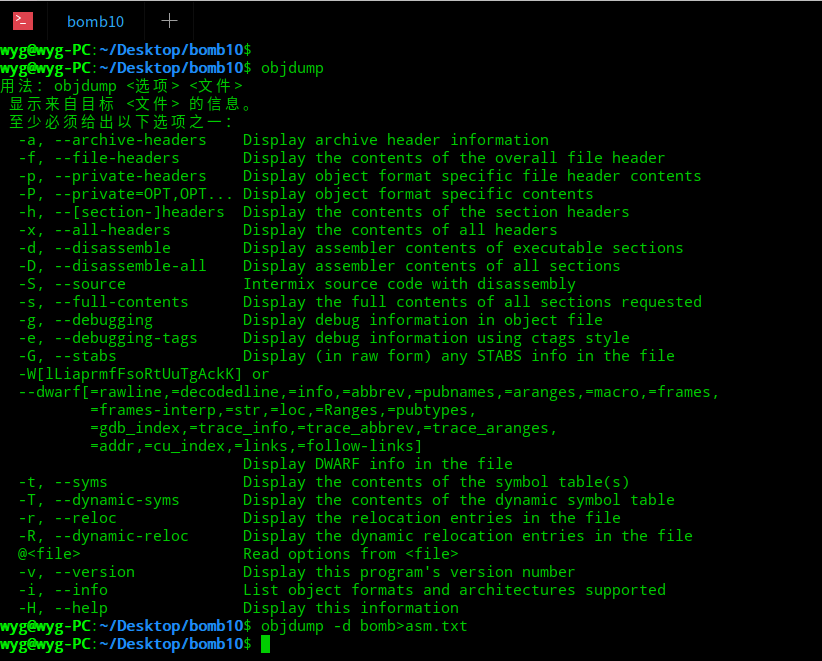 >_ bomb10 +
wyg@wyg-PC:~/Desktop/bomb10$
wyg@wyg-PC:~/Desktop/bomb10$ objdump
用法：objdump <选项> <文件>
 显示来自目标 <文件> 的信息。
 至少必须给出以下选项之一：
  -a, --archive-headers    Display archive header information
  -f, --file-headers       Display the contents of the overall file header
  -p, --private-headers    Display object format specific file header contents
  -P, --private=OPT,OPT... Display object format specific contents
  -h, --[section-]headers  Display the contents of the section headers
  -x, --all-headers        Display the contents of all headers
  -d, --disassemble        Display assembler contents of executable sections
  -D, --disassemble-all    Display assembler contents of all sections
  -S, --source             Intermix source code with disassembly
  -s, --full-contents      Display the full contents of all sections requested
  -g, --debugging          Display debug information in object file
  -e, --debugging-tags     Display debug information using ctags style
  -G, --stabs              Display (in raw form) any STABS info in the file
  -W[lLiaprmfFsoRtUuTgAckK] or
  --dwarf[=rawline,=decodedline,=info,=abbrev,=pubnames,=aranges,=macro,=frames,
          =frames-interp,=str,=loc,=Ranges,=pubtypes,
          =gdb_index,=trace_info,=trace_abbrev,=trace_aranges,
          =addr,=cu_index,=links,=follow-links]
                           Display DWARF info in the file
  -t, --syms               Display the contents of the symbol table(s)
  -T, --dynamic-syms       Display the contents of the dynamic symbol table
  -r, --reloc              Display the relocation entries in the file
  -R, --dynamic-reloc      Display the dynamic relocation entries in the file
  @<file>                  Read options from <file>
  -v, --version            Display this program's version number
  -i, --info               List object formats and architectures supported
  -H, --help               Display this information
wyg@wyg-PC:~/Desktop/bomb10$ objdump -d bomb>asm.txt
wyg@wyg-PC:~/Desktop/bomb10$